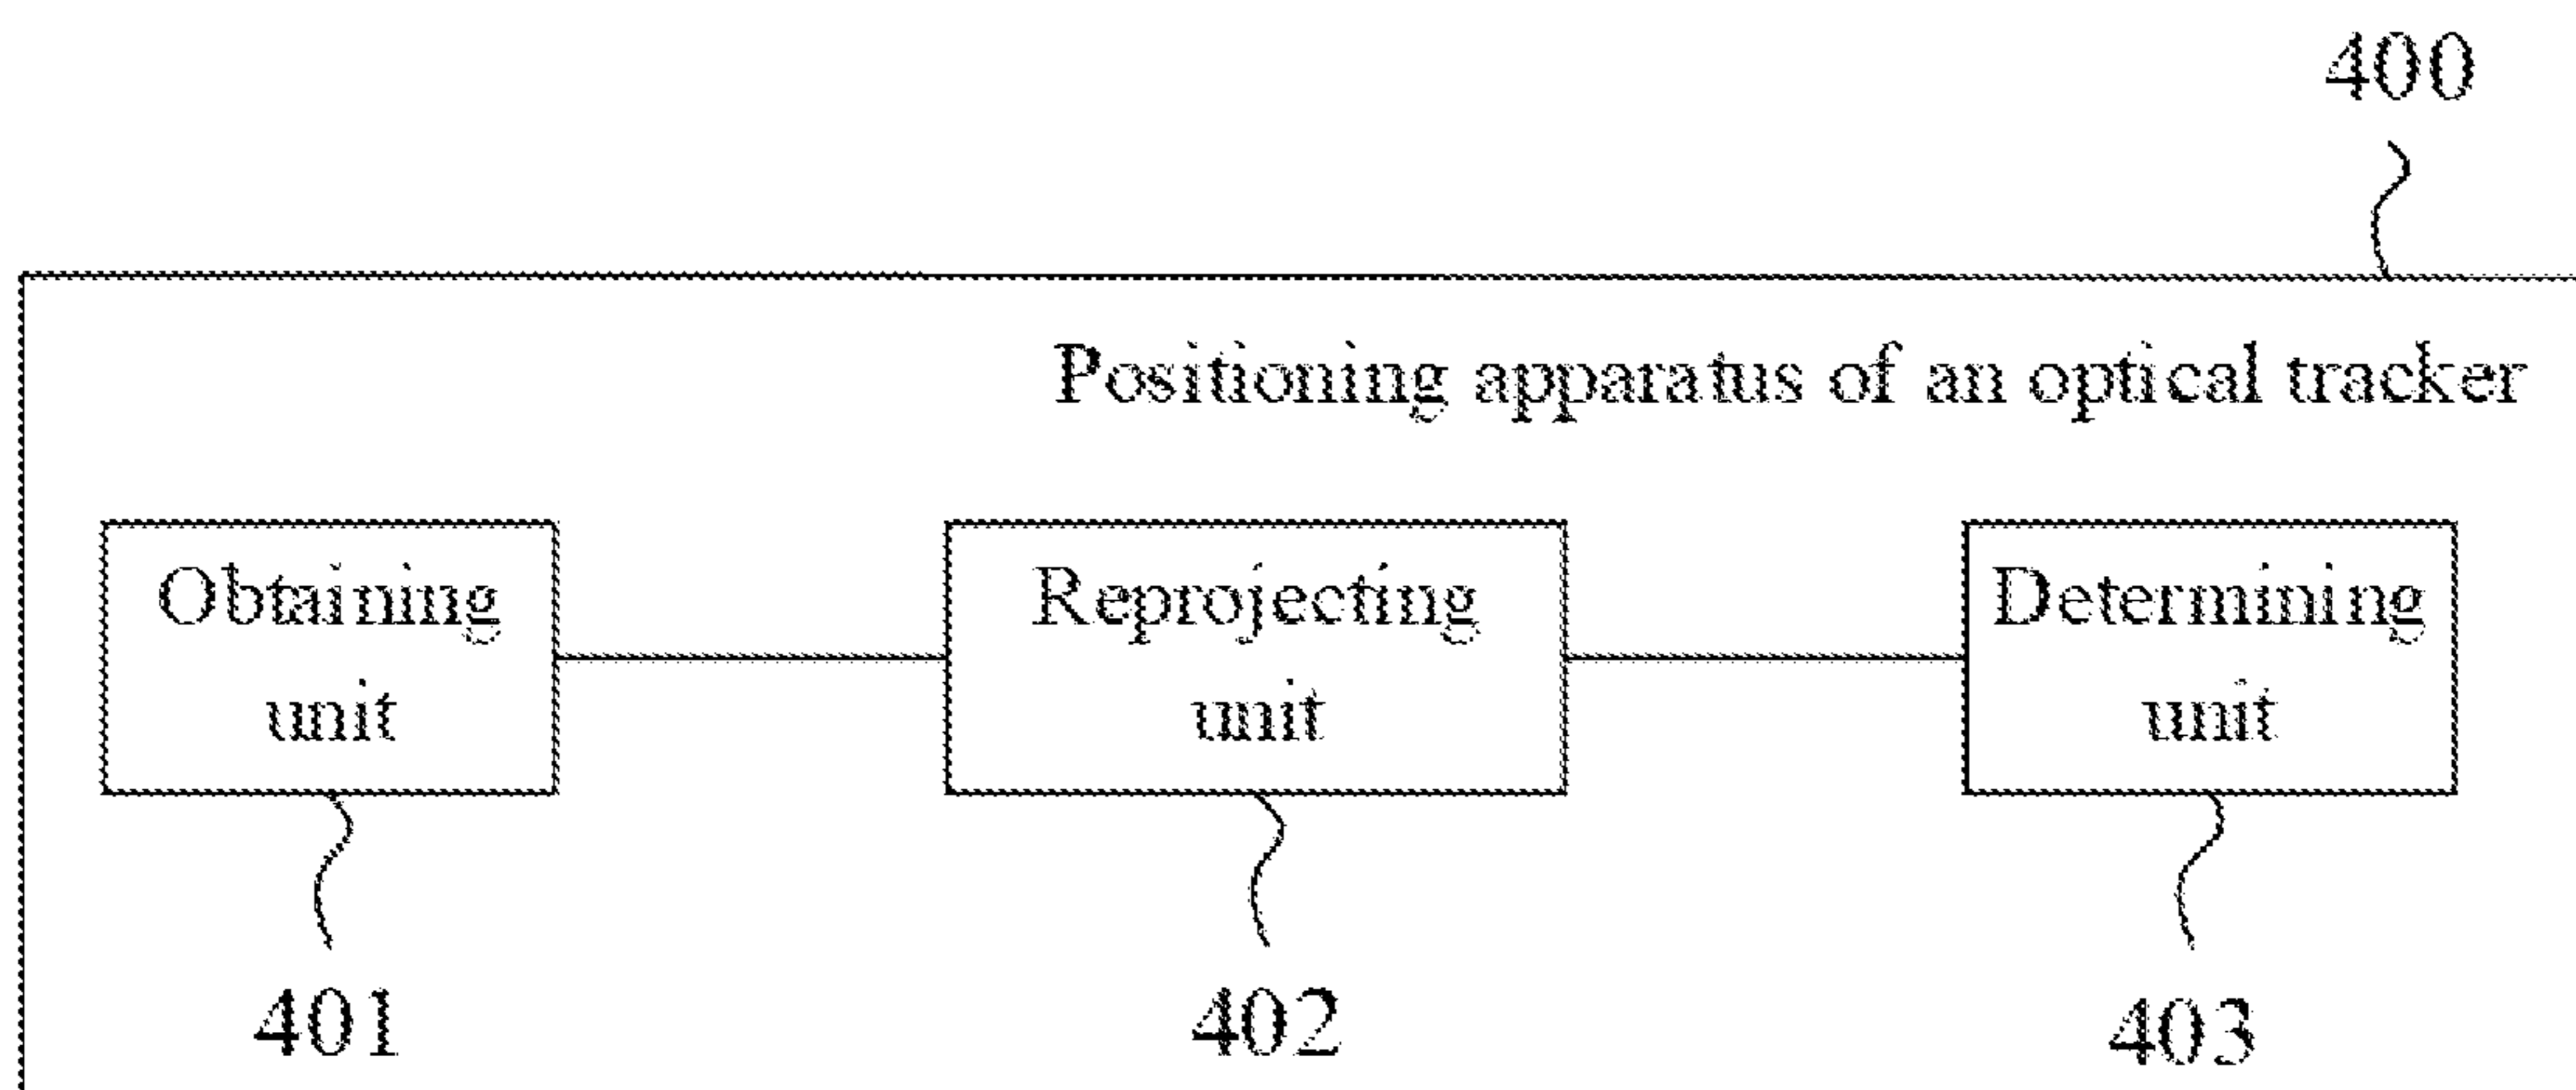 400
Positioning apparatus of an optical tracker
Obtaining
unit
Reprojecting
unit
Determining
unit
401
402
403